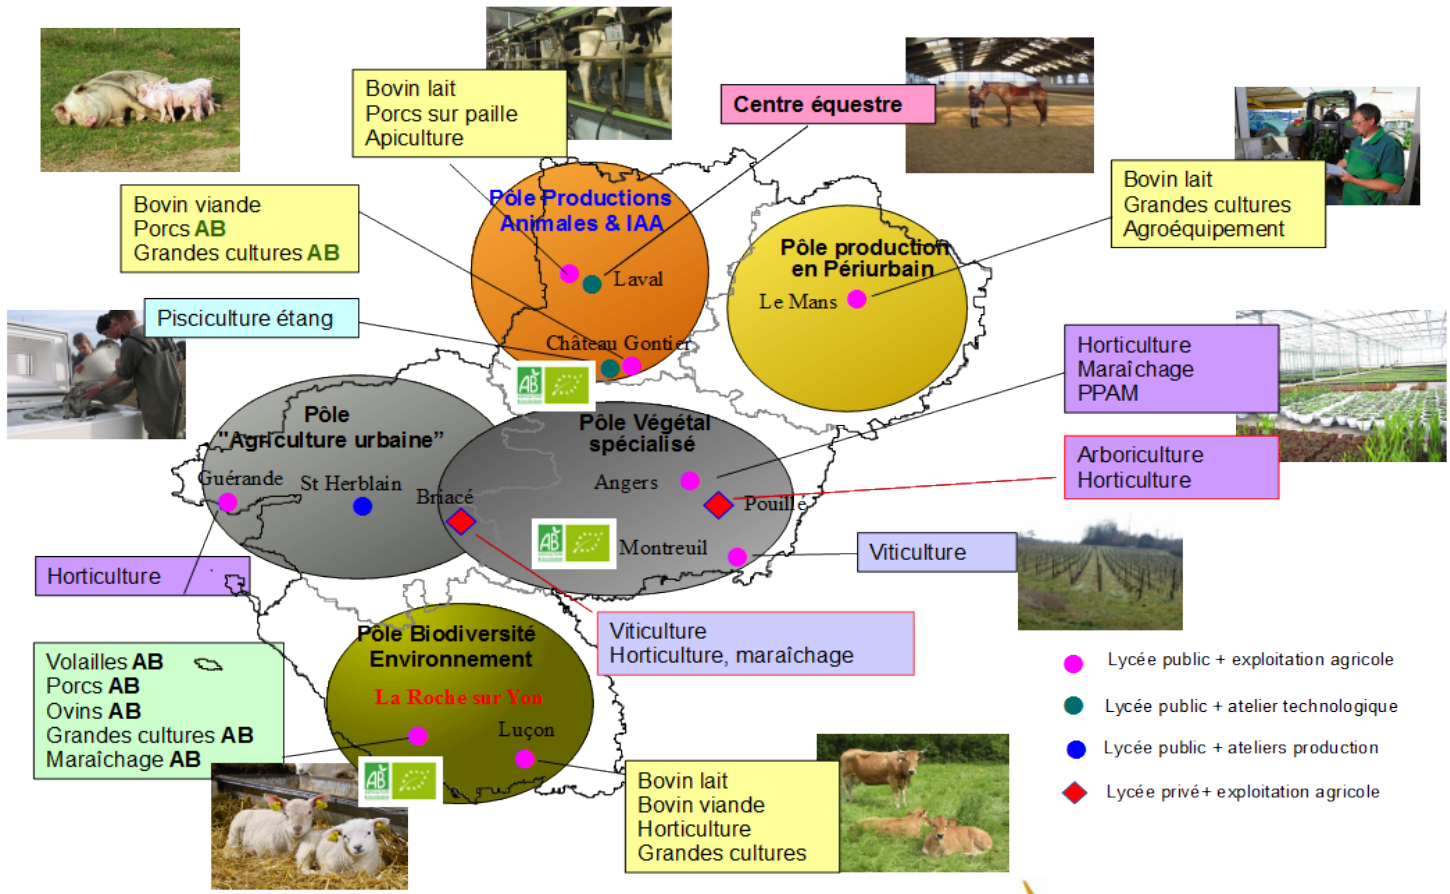 Bovin lait
Porcs sur paille
Apiculture
Centre équestre
Bovin lait
Grandes cultures
Agroéquipement
Bovin viande
Porcs AB
Grandes cultures AB
Pôle Productions
Animales & IAA
Pôle production
en Périurbain
Laval
Le Mans
Pisciculture étang
Château Gontier
AB
Horticulture
Maraîchage
PPAM
Pôle
"Agriculture urbaine”
Pôle Végétal
spécialisé
Arboriculture
Horticulture
Guérande
St Herblain
Briacé
Angers
Pouillé
AB
Montreuil
Viticulture
Horticulture
Viticulture
Horticulture, maraîchage
Pôle Biodiversité
Environnement
La Roche sur Yon
Luçon
Volailles AB
Porcs AB
Ovins AB
Grandes cultures AB
Maraîchage AB
AB
Bovin lait
Bovin viande
Horticulture
Grandes cultures
Lycée public + exploitation agricole
Lycée public + atelier technologique
Lycée public + ateliers production
Lycée privé+ exploitation agricole